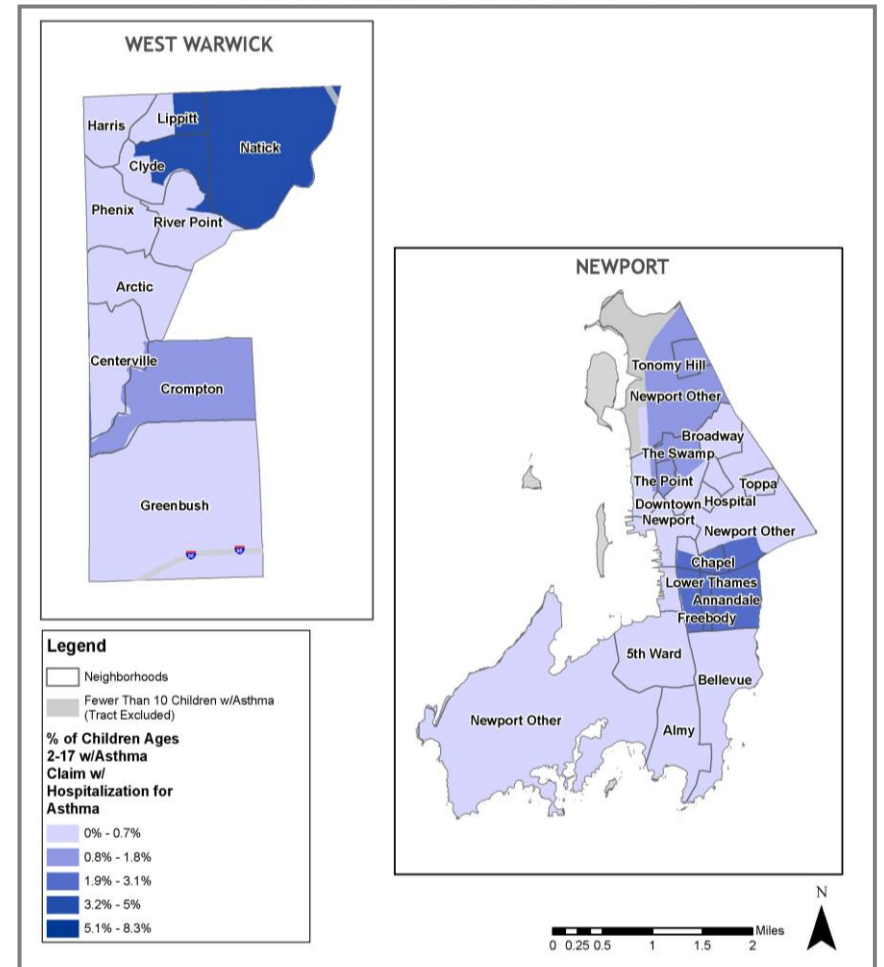 WEST WARWICK
Harris
Lippitt
Natick
Clyde
Phenix
River Point
Arctic
Centerville
Crompton
Greenbush
NEWPORT
Tonomy Hill
Newport Other
Broadway
The Swamp
The Point
Toppa
Downtown
Hospital
Newport
Newport Other
Chapel
Lower Thames
Annandale
Freebody
5th Ward
Bellevue
Newport Other
Almy
Legend
Neighborhoods
Fewer Than 10 Children w/Asthma
(Tract Excluded)
% of Children Ages
2-17 w/Asthma
Claim w/
Hospitalization for
Asthma
0% - 0.7%
0.8% - 1.8%
1.9% - 3.1%
3.2% - 5%
5.1% - 8.3%
N
Miles
0 0.25 0.5 1 1.5 2